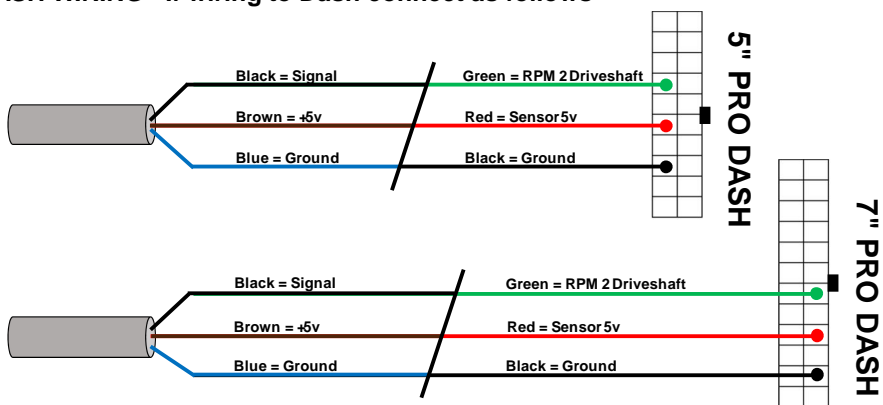 Black = Signal
Green = RPM 2 Driveshaft
Brown = +5v
Red = Sensor 5v
Blue = Ground
Black = Ground
5" PRO DASH
Black = Signal
Green = RPM 2 Driveshaft
Brown = +5v
Red = Sensor 5v
Blue = Ground
Black = Ground
7" PRO DASH